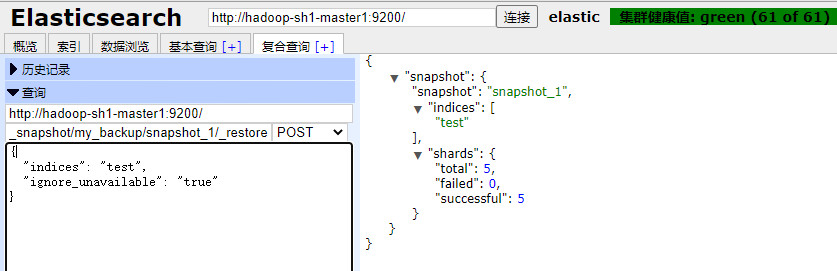 Elasticsearch http://hadoop-sh1-master1:9200/ 连接 elastic 集群健康值: green (61 of 61)
概览 索引 数据浏览 基本查询 [+] 复合查询 [+]
历史记录
查询
http://hadoop-sh1-master1:9200/
_snapshot/my_backup/snapshot_1/_restore POST
{
"indices": "test",
"ignore_unavailable": "true"
}
{
"snapshot": {
"snapshot": "snapshot_1",
"indices": [
"test"
],
"shards": {
"total": 5,
"failed": 0,
"successful": 5
}
}
}